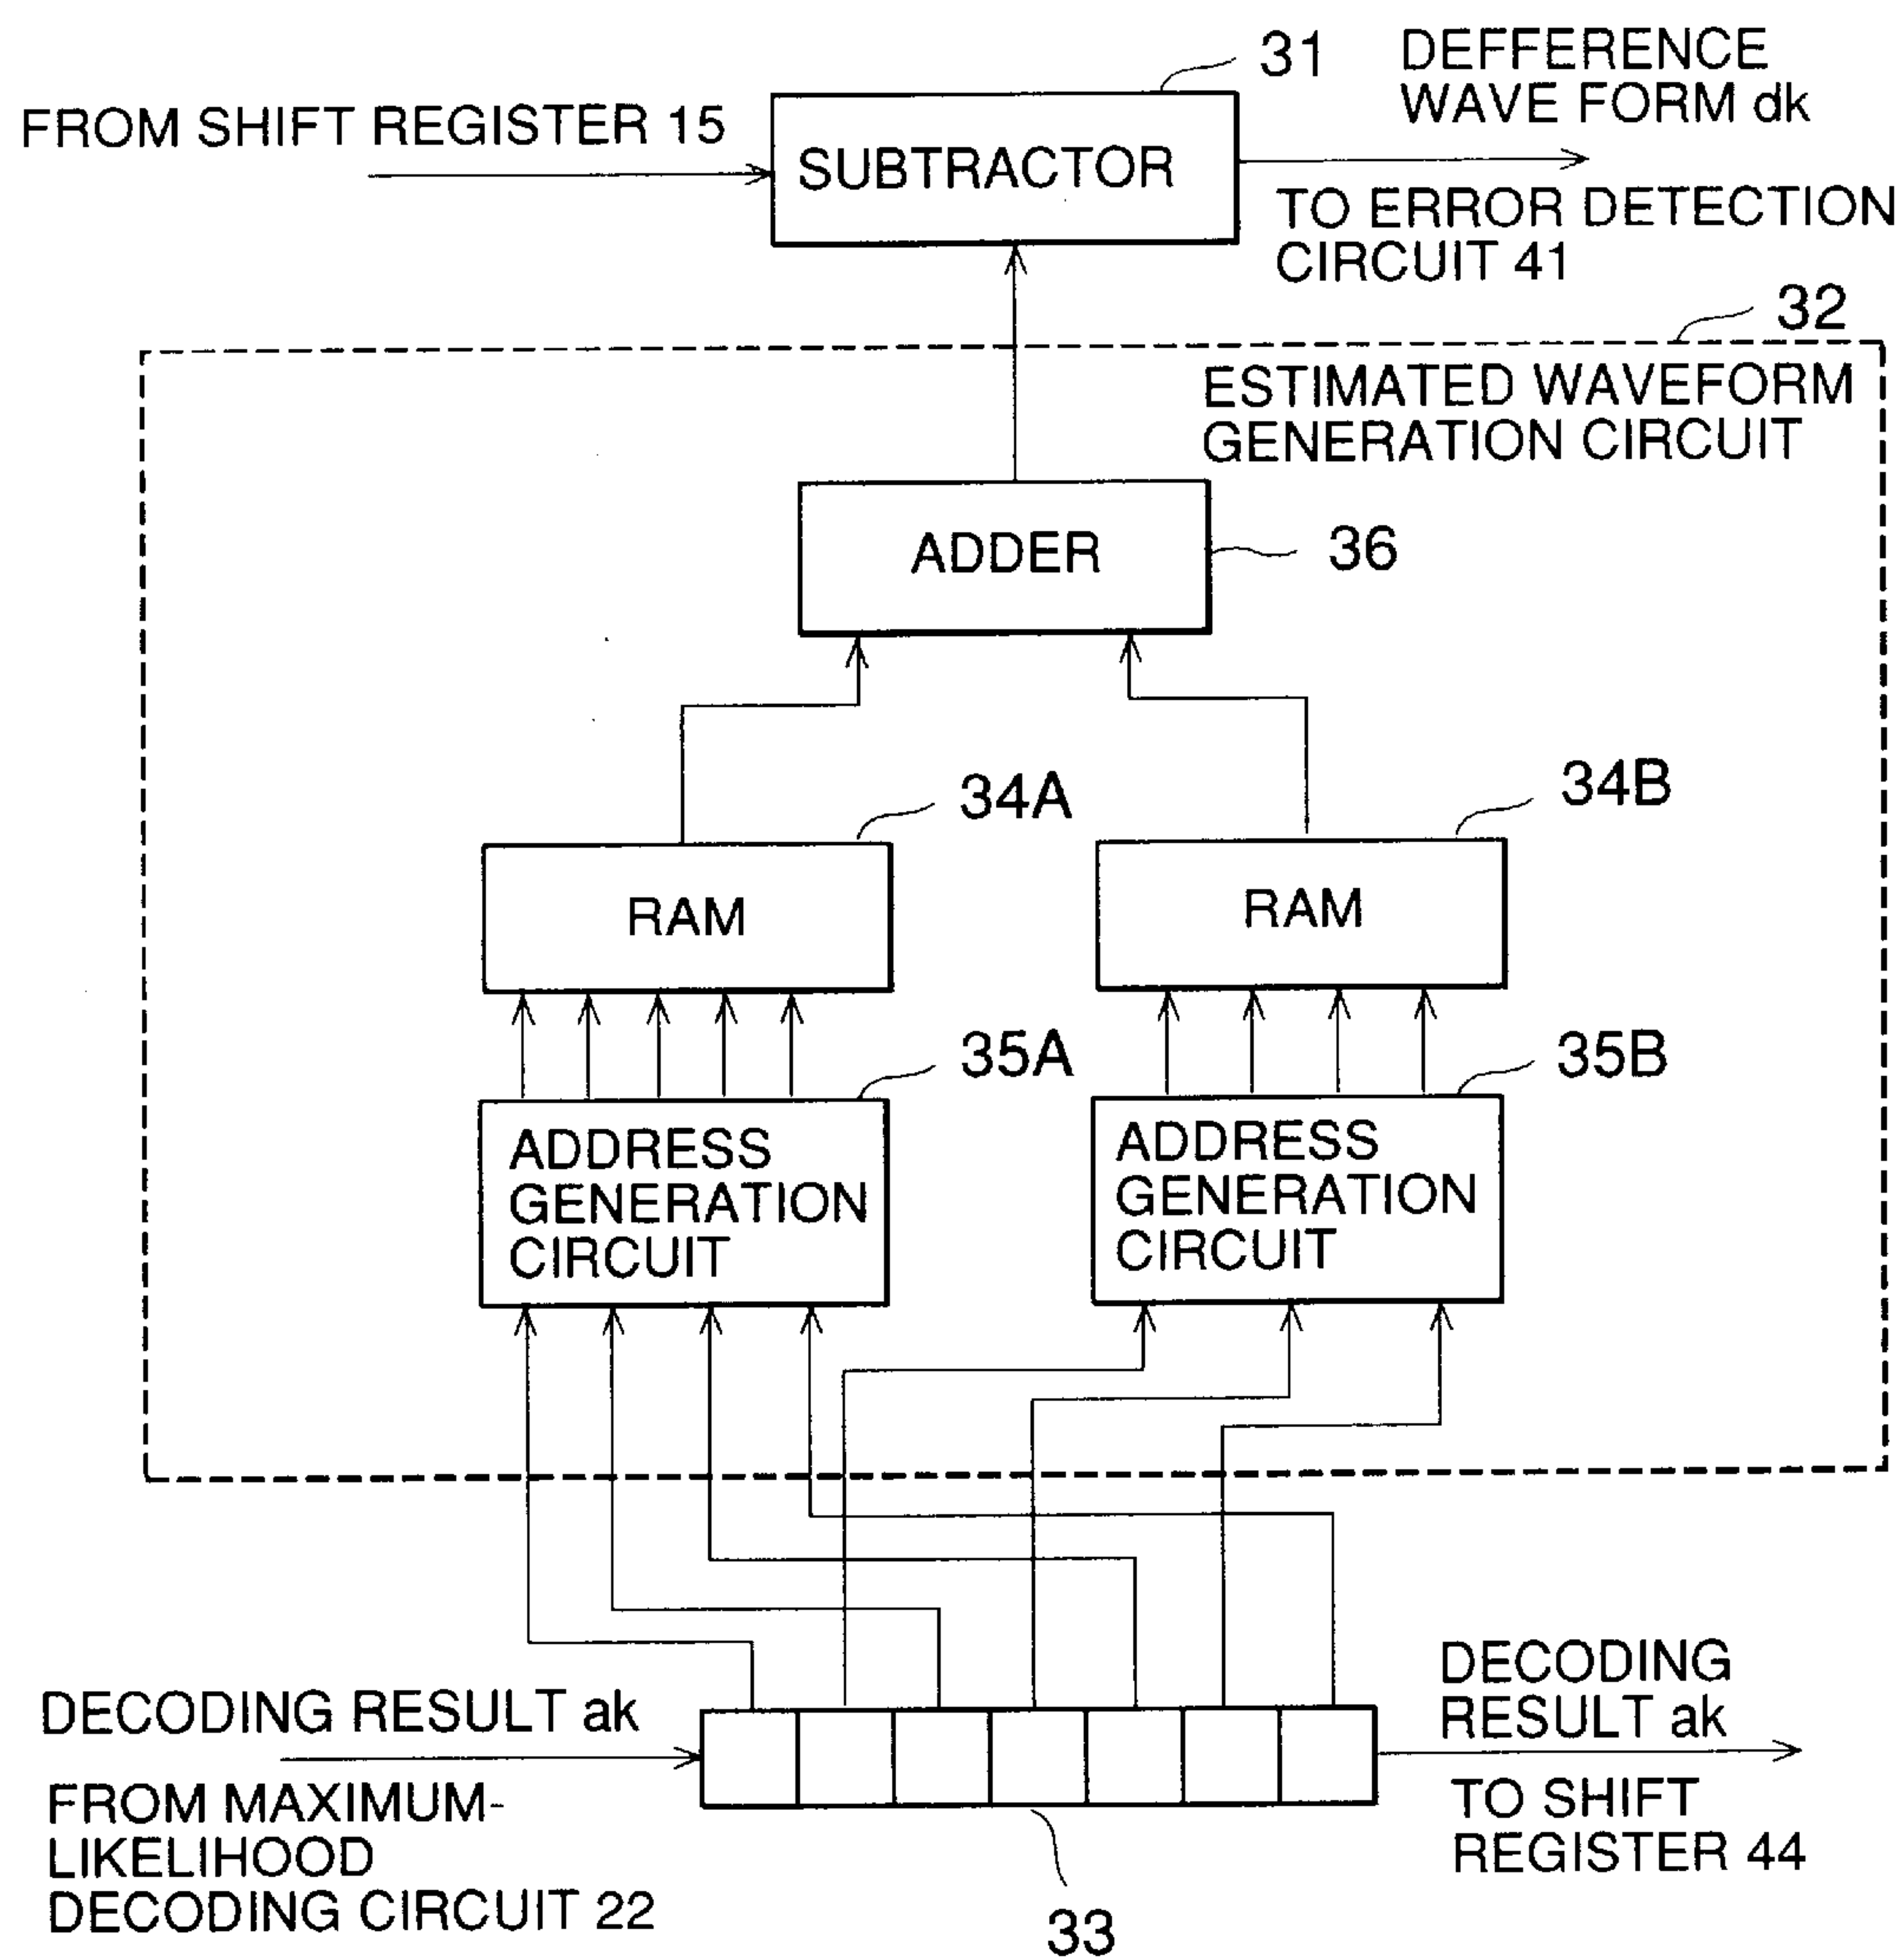 31
DEFFERENCE
WAVE FORM dk
FROM SHIFT REGISTER 15
SUBTRACTOR
TO ERROR DETECTION
CIRCUIT 41
32
ESTIMATED WAVEFORM
GENERATION CIRCUIT
ADDER
36
34A
34B
RAM
RAM
35A
35B
ADDRESS
GENERATION
CIRCUIT
ADDRESS
GENERATION
CIRCUIT
DECODING RESULT ak
FROM MAXIMUM-
LIKELIHOOD
DECODING CIRCUIT 22
DECODING
RESULT ak
TO SHIFT
REGISTER 44
33